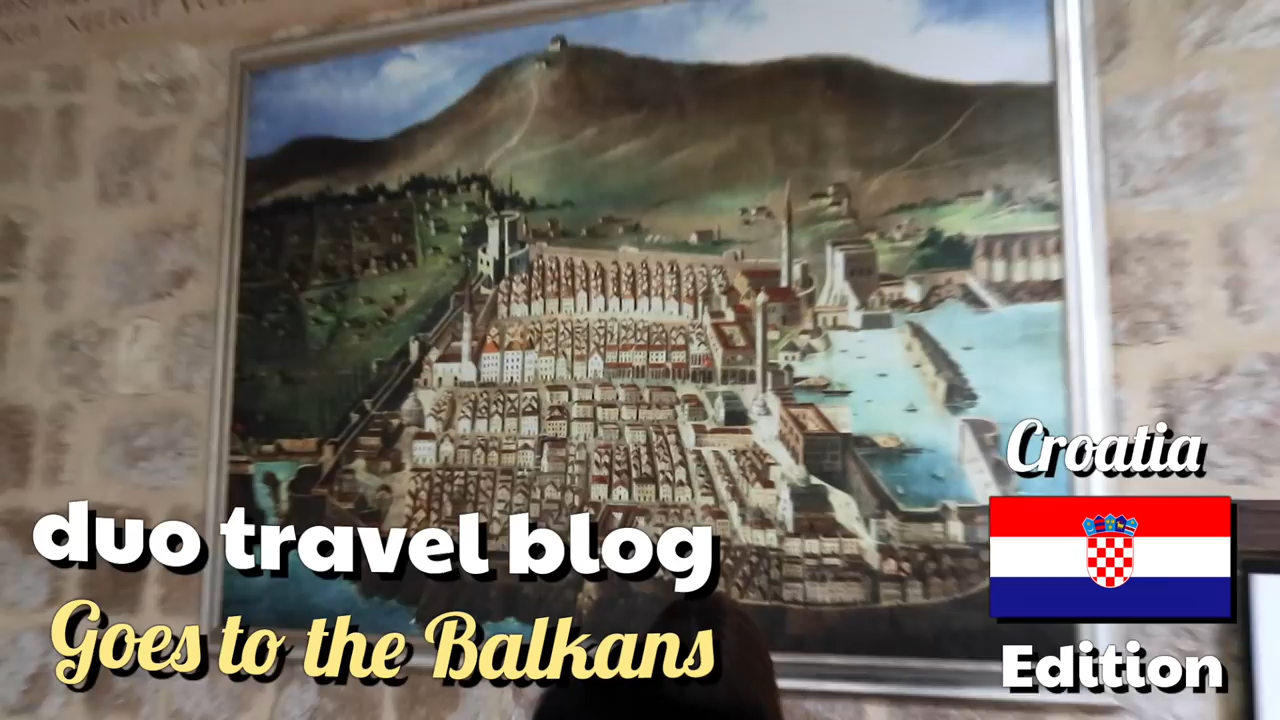 duo travel blog
Goes to the Balkans
Croatia
Edition